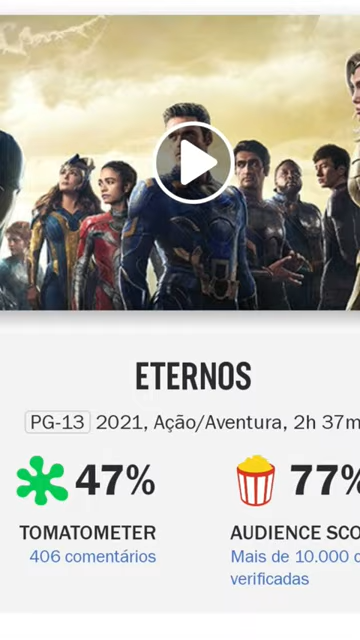 ETERNOS
PG-13 2021, Ação/Aventura, 2h 37m
47% 77%
TOMATOMETER AUDIENCE SCO
406 comentários Mais de 10.000
verificadas